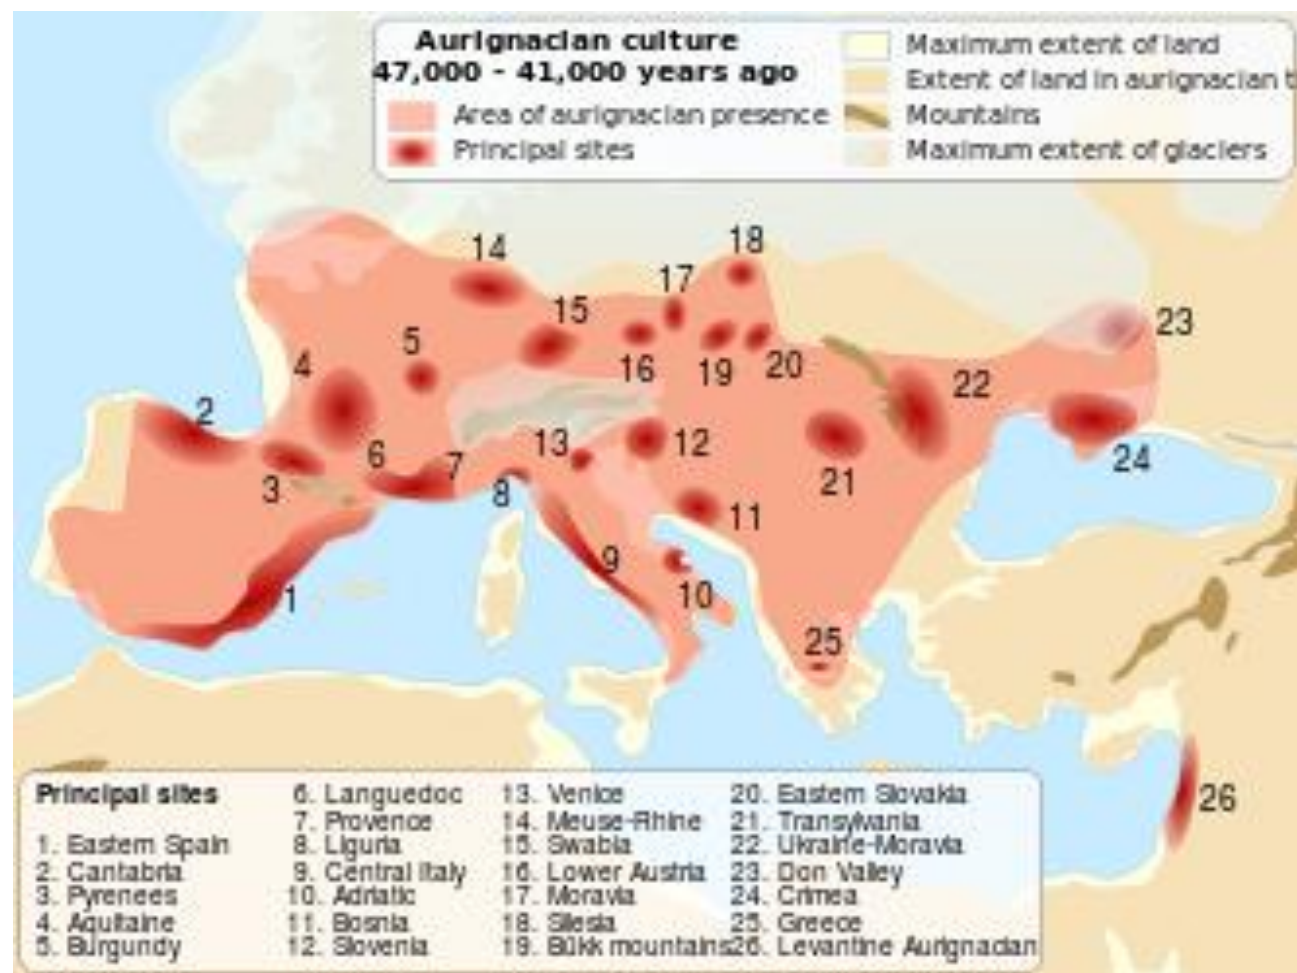 Aurignacian culture
47,000 - 41,000 years ago
Area of aurignacian presence
Principal sites
Maximum extent of land
Extent of land in aurignacian t
Mountains
Maximum extent of glaciers
14
18
17
15
23
5
4
16
19
20
22
2
6
7
13
12
3
8
21
24
11
9
1
10
25
26
Principal sites
1. Eastern Spain
2. Cantabria
3. Pyrenees
4. Aquitaine
5. Burgundy
6. Languedoc
7. Provence
8. Liguria
9. Central Italy
10. Adriatic
11. Bosnia
12. Slovenia
13. Venice
14. Meuse-Rhine
15. Swabia
16. Lower Austria
17. Moravia
18. Silesia
19. Bükk mountains
20. Eastern Slovakia
21. Transylvania
22. Ukraine-Moravia
23. Don Valley
24. Crimea
25. Greece
26. Levantine Aurignacian